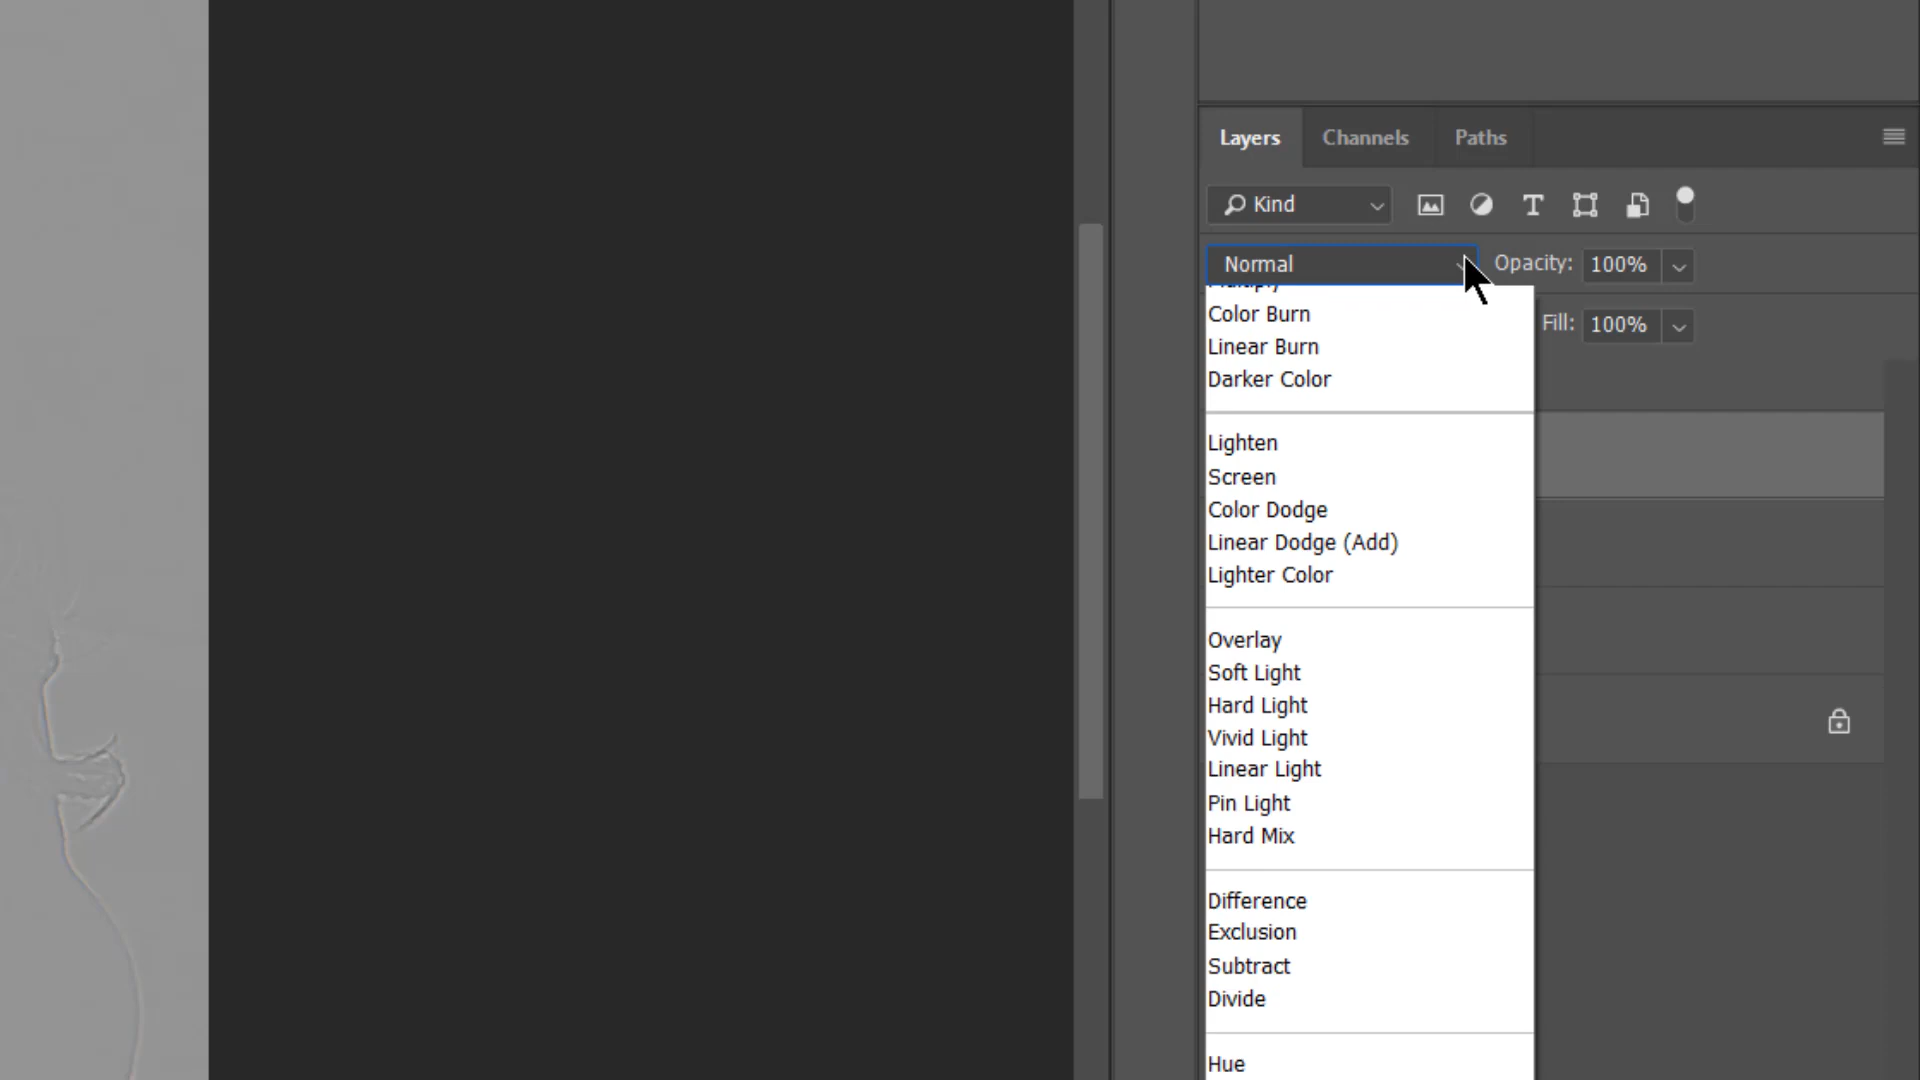 Layers Channels Paths
Kind
Normal Opacity: 100%
Fill: 100%
Multiply
Color Burn
Linear Burn
Darker Color
Lighten
Screen
Color Dodge
Linear Dodge (Add)
Lighter Color
Overlay
Soft Light
Hard Light
Vivid Light
Linear Light
Pin Light
Hard Mix
Difference
Exclusion
Subtract
Divide
Hue